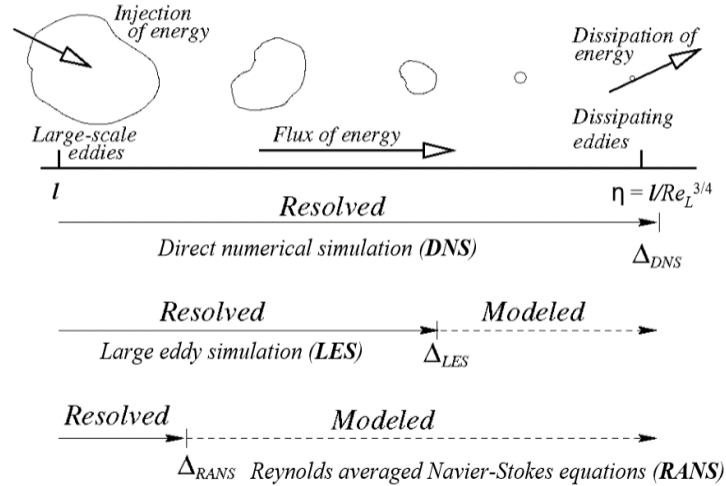 Injection
of energy
Dissipation of
energy
Large-scale
eddies
Flux of energy
Dissipating
eddies
l
η = l/Re_L^3/4
Resolved
Direct numerical simulation (DNS)
Δ_DNS
Resolved
Modeled
Large eddy simulation (LES)
Δ_LES
Resolved
Modeled
Δ_RANS Reynolds averaged Navier-Stokes equations (RANS)